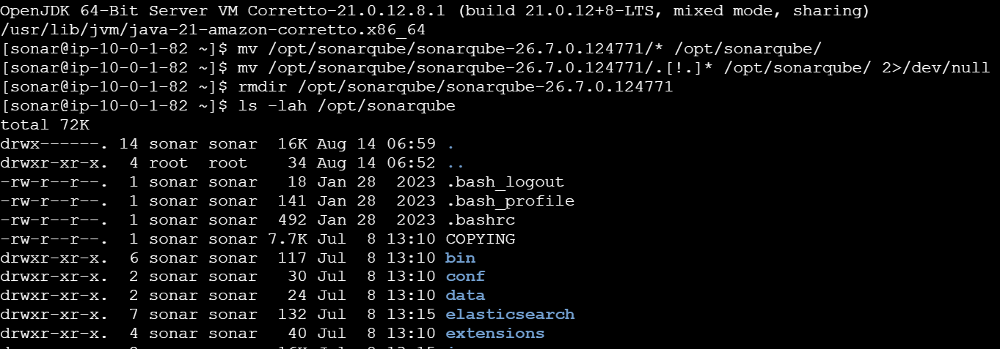 OpenJDK 64-Bit Server VM Corretto-21.0.12.8.1 (build 21.0.12+8-LTS, mixed mode, sharing)
/usr/lib/jvm/java-21-amazon-corretto.x86_64
[sonar@ip-10-0-1-82 ~]$ mv /opt/sonarqube/sonarqube-26.7.0.124771/* /opt/sonarqube/
[sonar@ip-10-0-1-82 ~]$ mv /opt/sonarqube/sonarqube-26.7.0.124771/.[!.]* /opt/sonarqube/ 2>/dev/null
[sonar@ip-10-0-1-82 ~]$ rmdir /opt/sonarqube/sonarqube-26.7.0.124771
[sonar@ip-10-0-1-82 ~]$ ls -lah /opt/sonarqube
total 72K
drwx------. 14 sonar sonar  16K Aug 14 06:59 .
drwxr-xr-x.  4 root  root    34 Aug 14 06:52 ..
-rw-r--r--.  1 sonar sonar   18 Jan 28  2023 .bash_logout
-rw-r--r--.  1 sonar sonar  141 Jan 28  2023 .bash_profile
-rw-r--r--.  1 sonar sonar  492 Jan 28  2023 .bashrc
-rw-r--r--.  1 sonar sonar 7.7K Jul  8 13:10 COPYING
drwxr-xr-x.  6 sonar sonar  117 Jul  8 13:10 bin
drwxr-xr-x.  2 sonar sonar   30 Jul  8 13:10 conf
drwxr-xr-x.  2 sonar sonar   24 Jul  8 13:10 data
drwxr-xr-x.  7 sonar sonar  132 Jul  8 13:15 elasticsearch
drwxr-xr-x.  4 sonar sonar   40 Jul  8 13:10 extensions